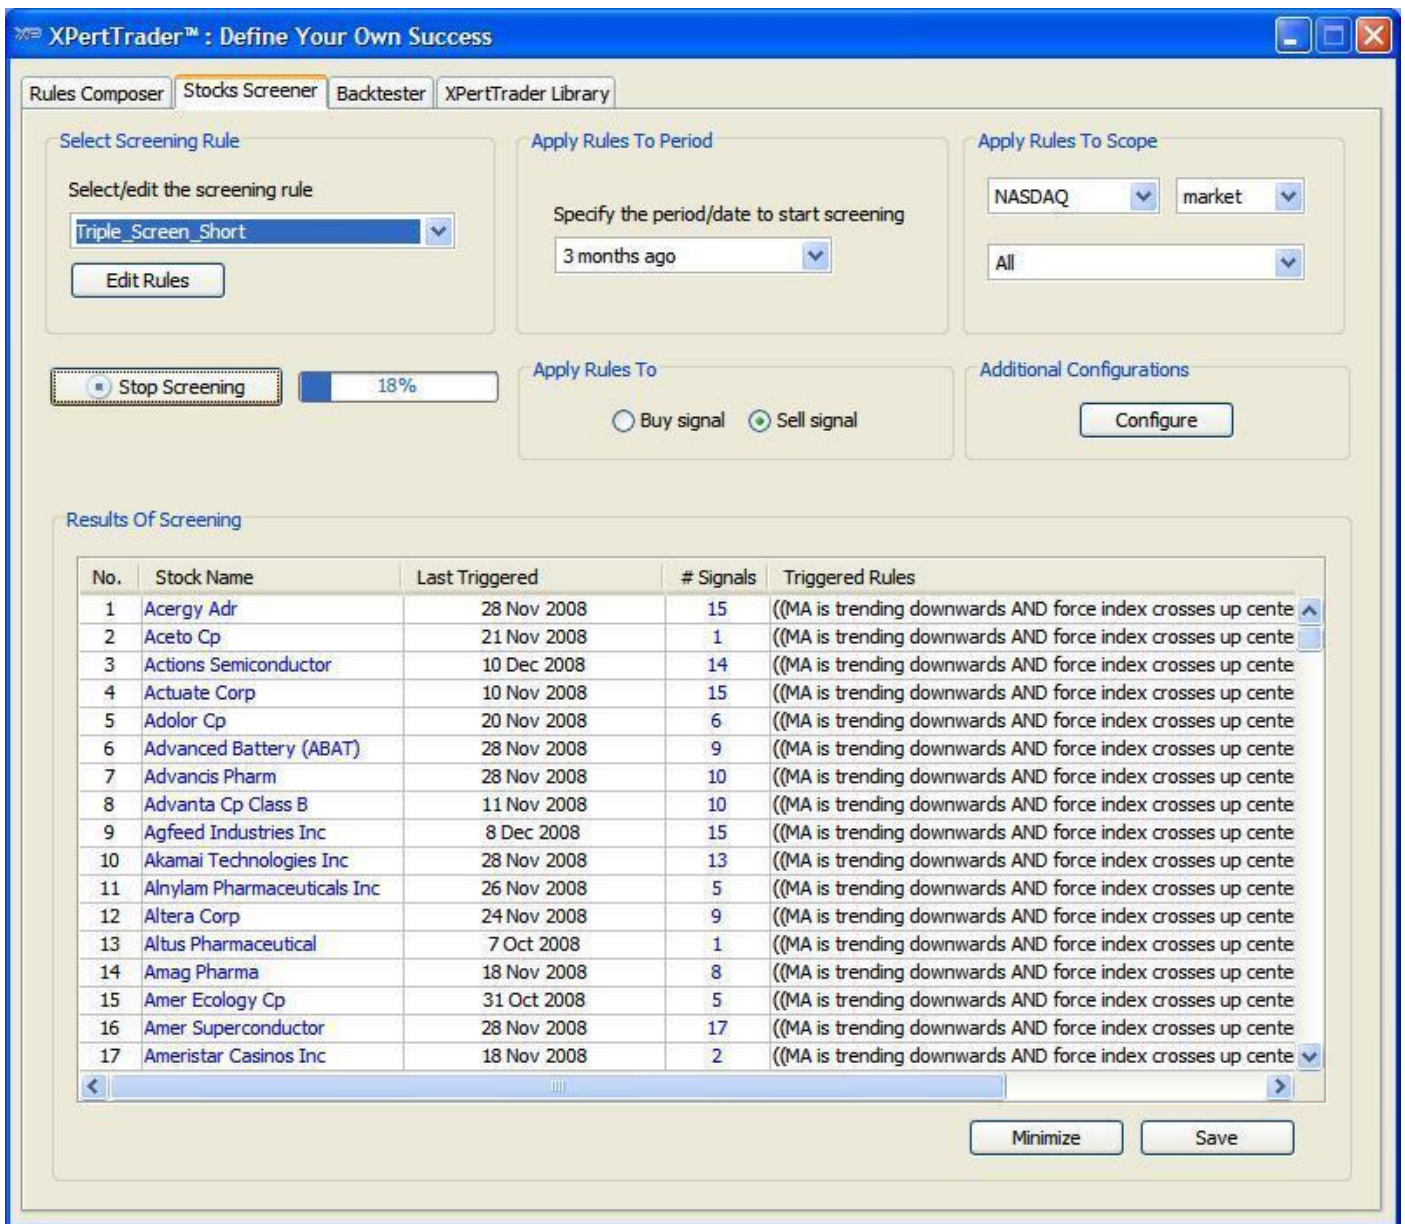 XPertTrader™ : Define Your Own Success
Rules Composer Stocks Screener Backtester XPertTrader Library
Select Screening Rule
Select/edit the screening rule
Triple_Screen_Short
Edit Rules
Apply Rules To Period
Specify the period/date to start screening
3 months ago
Apply Rules To Scope
NASDAQ market
All
Stop Screening 18%
Apply Rules To
Buy signal Sell signal
Additional Configurations
Configure
Results Of Screening
No. Stock Name Last Triggered # Signals Triggered Rules
1 Acergy Adr 28 Nov 2008 15 ((MA is trending downwards AND force index crosses up cente
2 Aceto Cp 21 Nov 2008 1 ((MA is trending downwards AND force index crosses up cente
3 Actions Semiconductor 10 Dec 2008 14 ((MA is trending downwards AND force index crosses up cente
4 Actuate Corp 10 Nov 2008 15 ((MA is trending downwards AND force index crosses up cente
5 Adolor Cp 20 Nov 2008 6 ((MA is trending downwards AND force index crosses up cente
6 Advanced Battery (ABAT) 28 Nov 2008 9 ((MA is trending downwards AND force index crosses up cente
7 Advancis Pharm 28 Nov 2008 10 ((MA is trending downwards AND force index crosses up cente
8 Advanta Cp Class B 11 Nov 2008 10 ((MA is trending downwards AND force index crosses up cente
9 Agfeed Industries Inc 8 Dec 2008 15 ((MA is trending downwards AND force index crosses up cente
10 Akamai Technologies Inc 28 Nov 2008 13 ((MA is trending downwards AND force index crosses up cente
11 Alnylam Pharmaceuticals Inc 26 Nov 2008 5 ((MA is trending downwards AND force index crosses up cente
12 Altera Corp 24 Nov 2008 9 ((MA is trending downwards AND force index crosses up cente
13 Altus Pharmaceutical 7 Oct 2008 1 ((MA is trending downwards AND force index crosses up cente
14 Amag Pharma 18 Nov 2008 8 ((MA is trending downwards AND force index crosses up cente
15 Amer Ecology Cp 31 Oct 2008 5 ((MA is trending downwards AND force index crosses up cente
16 Amer Superconductor 28 Nov 2008 17 ((MA is trending downwards AND force index crosses up cente
17 Ameristar Casinos Inc 18 Nov 2008 2 ((MA is trending downwards AND force index crosses up cente
Minimize Save